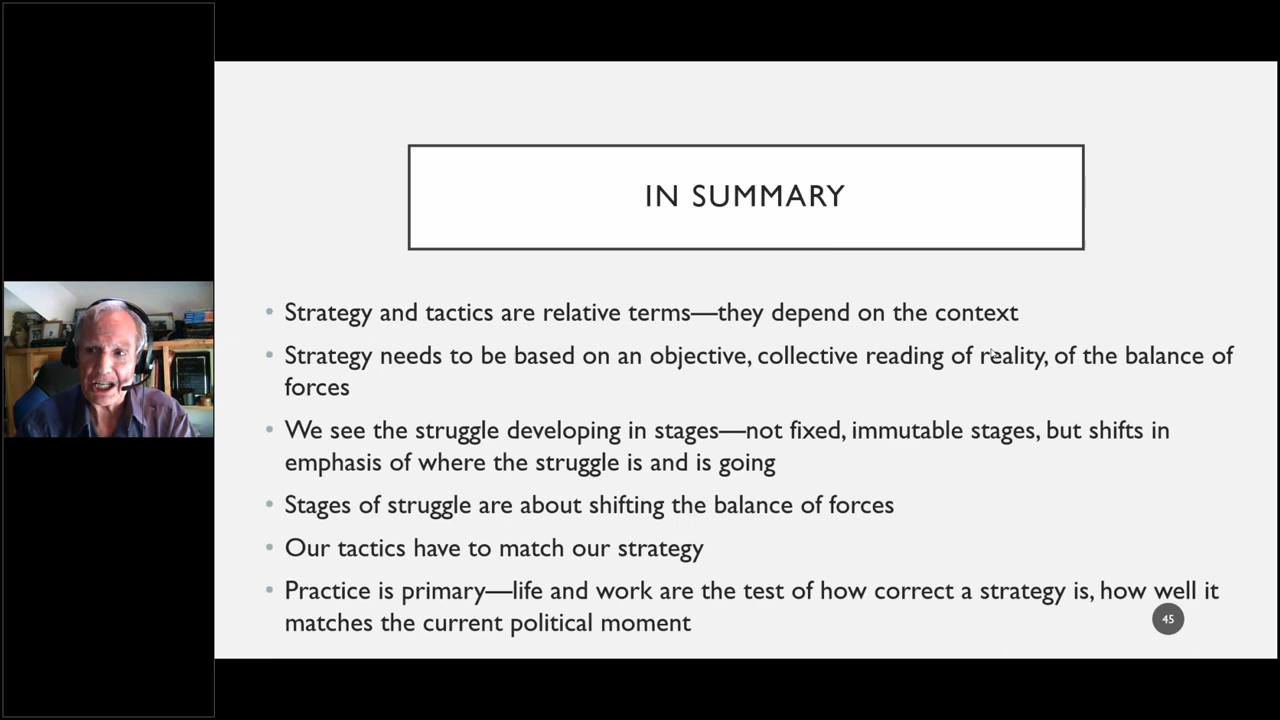 IN SUMMARY
• Strategy and tactics are relative terms—they depend on the context
• Strategy needs to be based on an objective, collective reading of reality, of the balance of
forces
• We see the struggle developing in stages—not fixed, immutable stages, but shifts in
emphasis of where the struggle is and is going
• Stages of struggle are about shifting the balance of forces
• Our tactics have to match our strategy
• Practice is primary—life and work are the test of how correct a strategy is, how well it
matches the current political moment
45